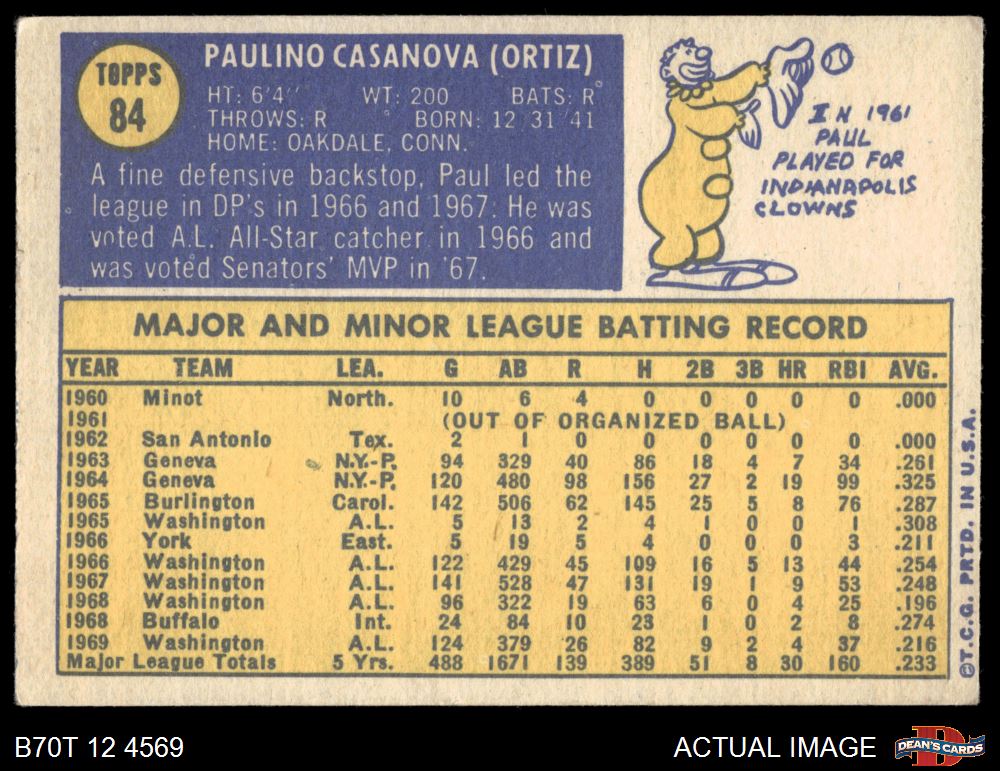 TOPPS
84
PAULINO CASANOVA (ORTIZ)
HT: 6'4" WT: 200 BATS: R
THROWS: R BORN: 12 31 41
HOME: OAKDALE, CONN.
A fine defensive backstop, Paul led the
league in DP's in 1966 and 1967. He was
voted A.L. All-Star catcher in 1966 and
was voted Senators' MVP in '67.
IN 1961
PAUL
PLAYED FOR
INDIANAPOLIS
CLOWNS
MAJOR AND MINOR LEAGUE BATTING RECORD
YEAR TEAM LEA. G AB R H 2B 3B HR RBI AVG.
1960 Minot North. 10 6 4 0 0 0 0 0 .000
1961 (OUT OF ORGANIZED BALL)
1962 San Antonio Tex. 2 1 0 0 0 0 0 0 .000
1963 Geneva N.Y.-P. 94 329 40 86 18 4 7 34 .261
1964 Geneva N.Y.-P. 120 480 98 156 27 2 19 99 .325
1965 Burlington Carol. 142 506 62 145 25 5 8 76 .287
1965 Washington A.L. 5 13 2 4 1 0 0 1 .308
1966 York East. 5 19 5 4 0 0 0 3 .211
1966 Washington A.L. 122 429 45 109 16 5 13 44 .254
1967 Washington A.L. 141 528 47 131 19 1 9 53 .248
1968 Washington A.L. 96 322 19 63 6 0 4 25 .196
1968 Buffalo Int. 24 84 10 23 1 0 2 8 .274
1969 Washington A.L. 124 379 26 82 9 2 4 37 .216
Major League Totals 5 Yrs. 488 1671 139 389 51 8 30 160 .233
©T.C.G. PRTD. IN U.S.A.
B70T 12 4569
ACTUAL IMAGE
DEAN'S CARDS